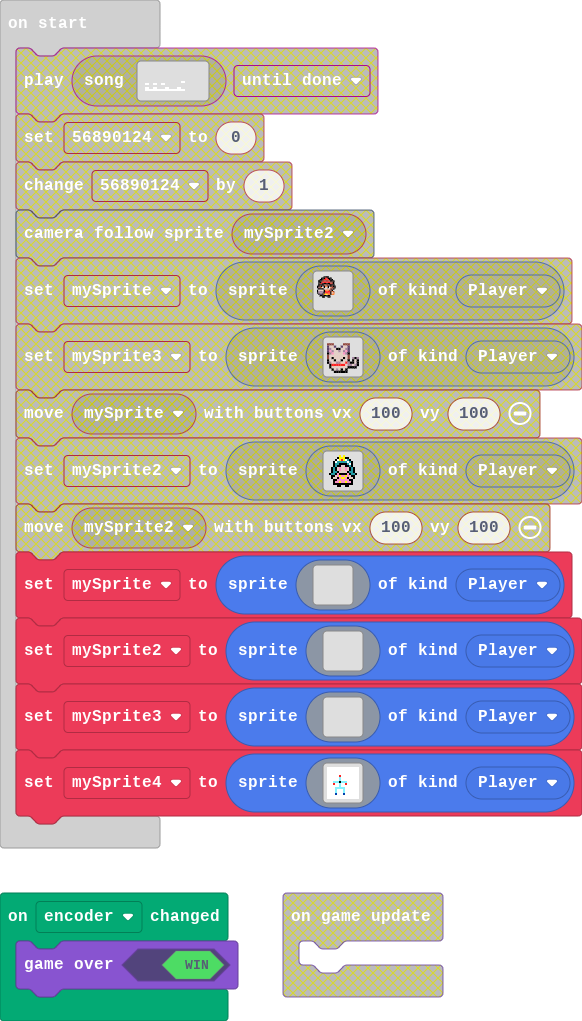 on start
play song until done
set 56890124 to 0
change 56890124 by 1
camera follow sprite mySprite2
set mySprite to sprite of kind Player
set mySprite3 to sprite of kind Player
move mySprite with buttons vx 100 vy 100
set mySprite2 to sprite of kind Player
move mySprite2 with buttons vx 100 vy 100
set mySprite to sprite of kind Player
set mySprite2 to sprite of kind Player
set mySprite3 to sprite of kind Player
set mySprite4 to sprite of kind Player
on encoder changed
game over WIN
on game update